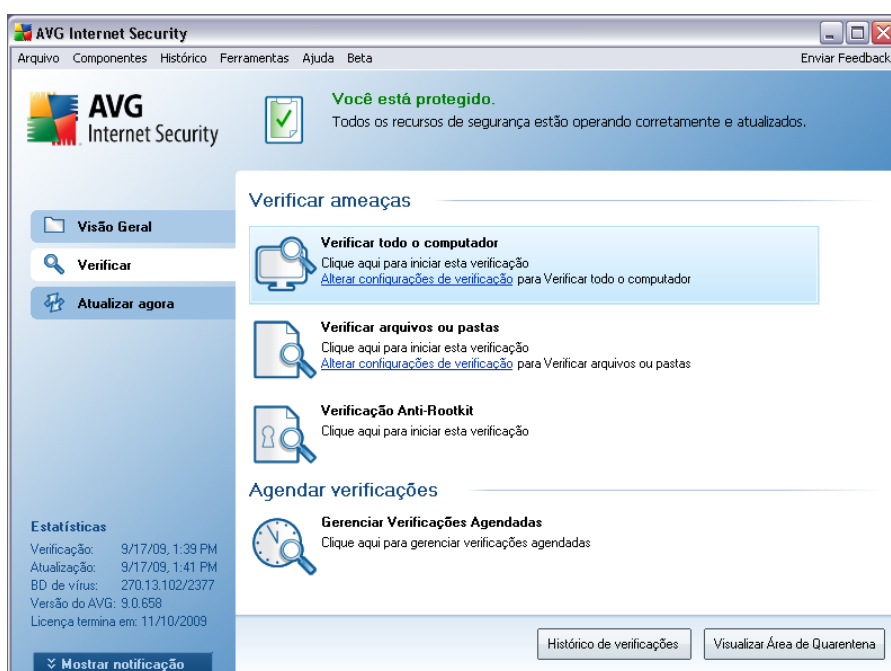 AVG Internet Security
Arquivo Componentes Histórico Ferramentas Ajuda Beta Enviar Feedback
AVG
Internet Security
Você está protegido.
Todos os recursos de segurança estão operando corretamente e atualizados.
Visão Geral
Verificar
Atualizar agora
Verificar ameaças
Verificar todo o computador
Clique aqui para iniciar esta verificação
Alterar configurações de verificação para Verificar todo o computador
Verificar arquivos ou pastas
Clique aqui para iniciar esta verificação
Alterar configurações de verificação para Verificar arquivos ou pastas
Verificação Anti-Rootkit
Clique aqui para iniciar esta verificação
Agendar verificações
Gerenciar Verificações Agendadas
Clique aqui para gerenciar verificações agendadas
Estatísticas
Verificação: 9/17/09, 1:39 PM
Atualização: 9/17/09, 1:41 PM
BD de vírus: 270.13.102/2377
Versão do AVG: 9.0.658
Licença termina em: 11/10/2009
Mostrar notificação
Histórico de verificações
Visualizar Área de Quarentena